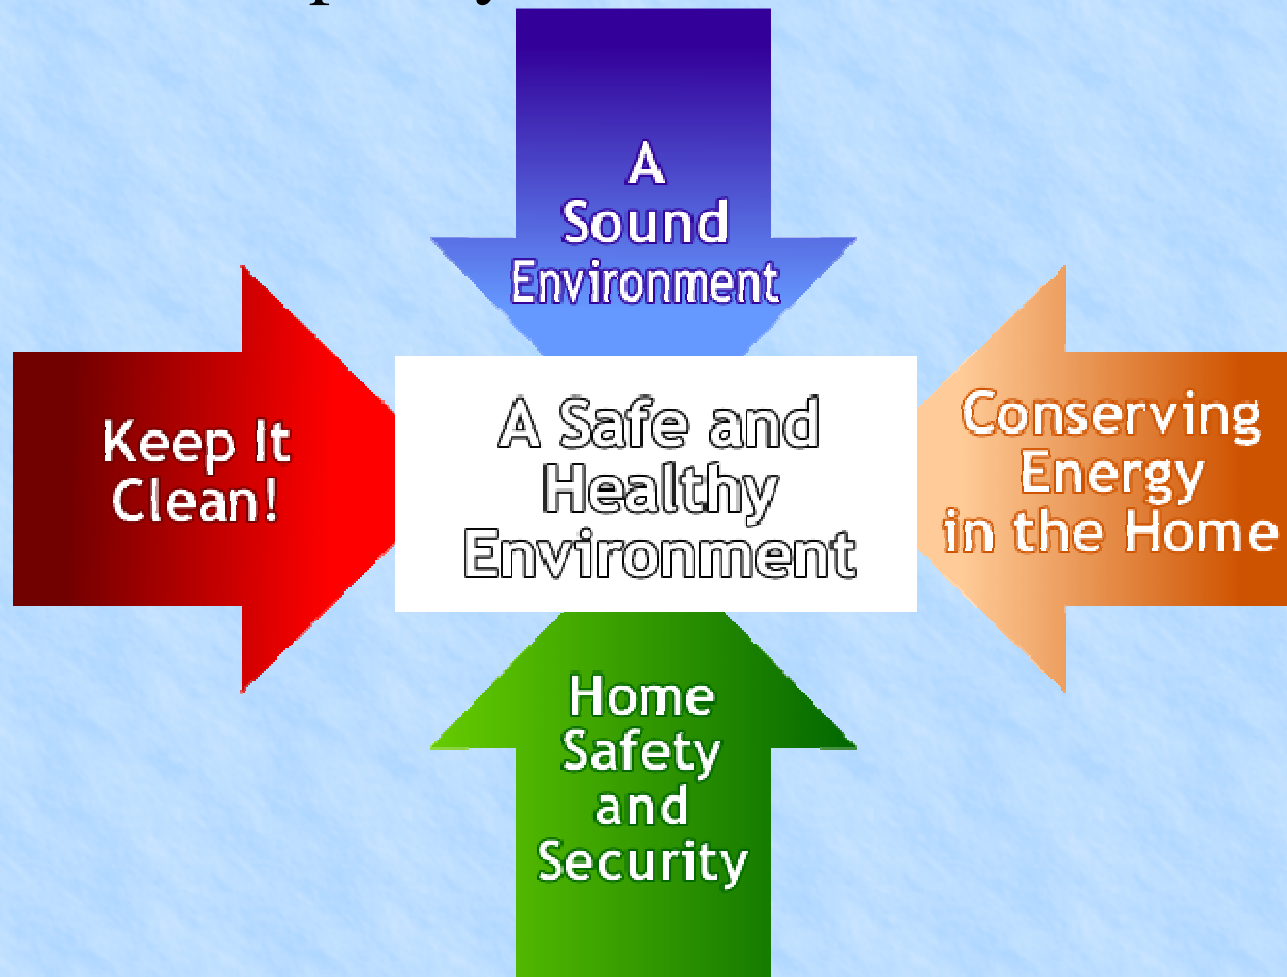 A
Sound
Environment
Keep It
Clean!
A Safe and
Healthy
Environment
Conserving
Energy
in the Home
Home
Safety
and
Security